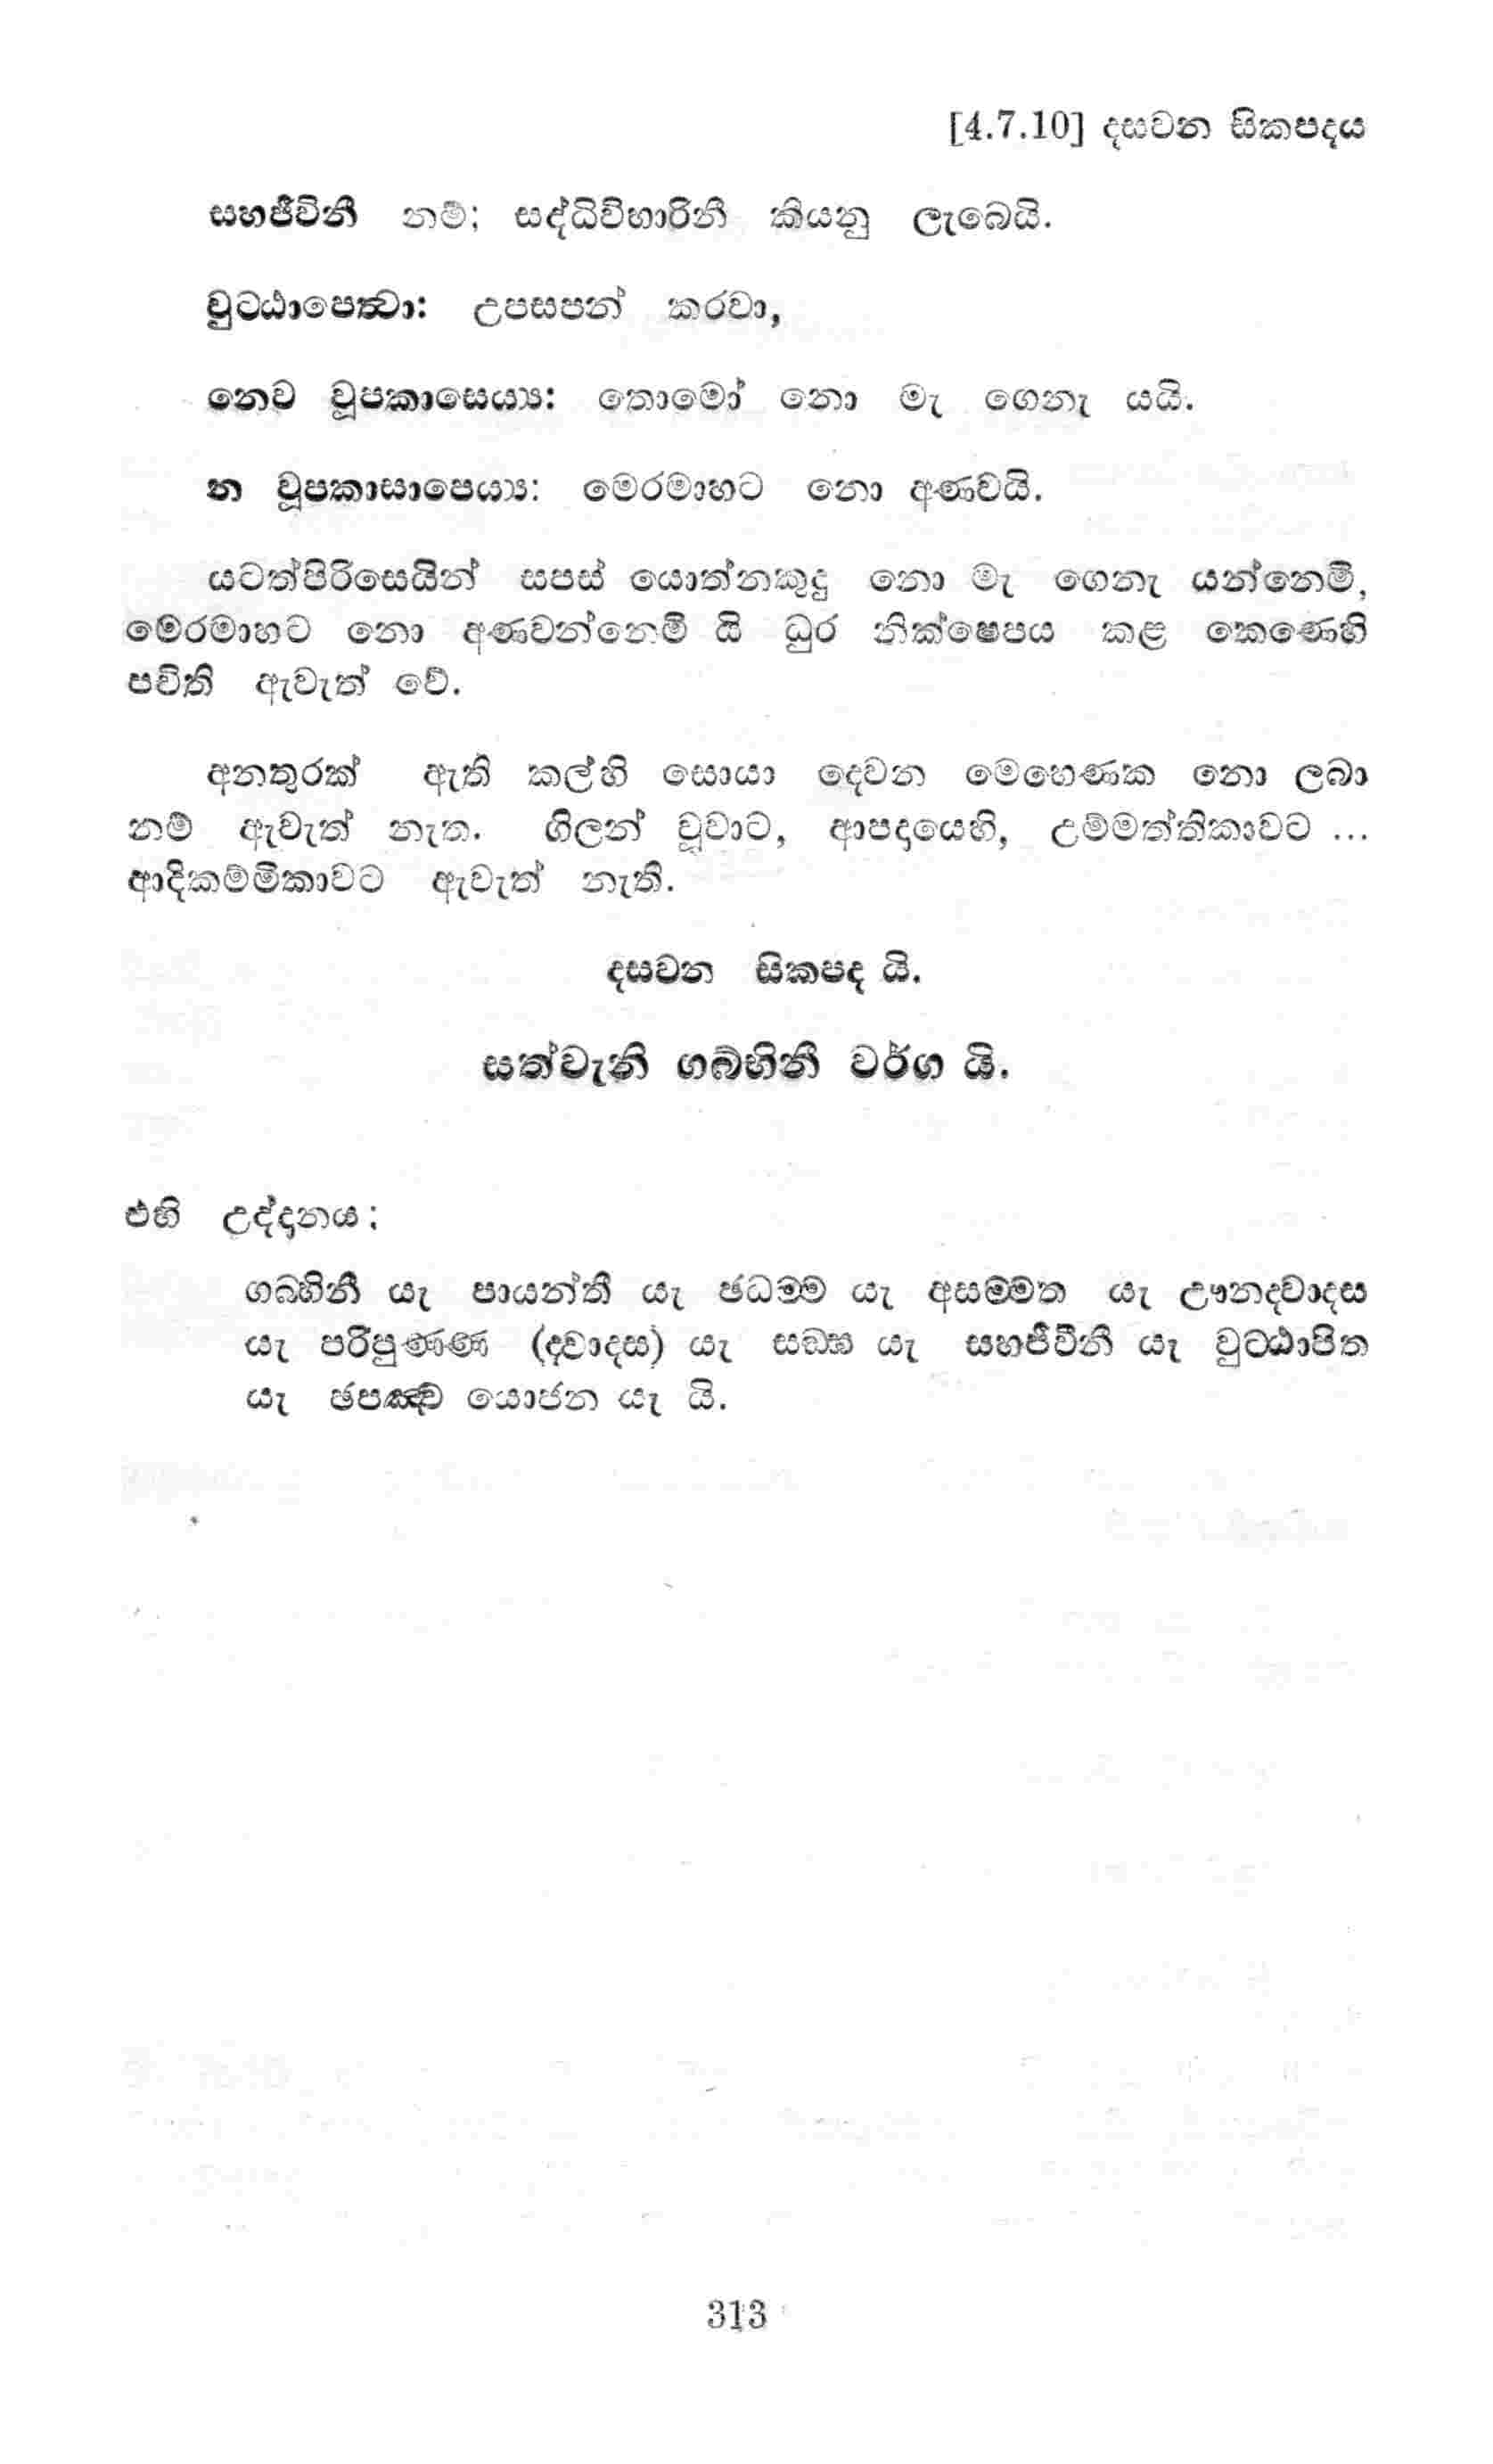 [4.7.10] දසවන සිකපදය
සහජීවිනී නම්; සද්ධිවිහාරිනී කියනු ලැබෙයි.
වුට්ඨාපෙත්‍වා: උපසපන් කරවා,
නෙව වූපකාසෙය්‍ය: තොමෝ නො මැ ගෙනැ යයි.
න වූපකාසාපෙය්‍ය: මෙරමාහට නො අණවයි.
යටත්පිරිසෙයින් සපස් යොත්නකුදු නො මැ ගෙනැ යන්නෙමි,
මෙරමාහට නො අණවන්නෙමි යි ධුර නික්ෂෙපය කළ කෙණෙහි
පචිති ඇවැත් වේ.
අනතුරක් ඇති කල්හි සොයා දෙවන මෙහෙණක නො ලබා
නම් ඇවැත් නැත. ගිලන් වූවාට, ආපදායෙහි, උම්මත්තිකාවට ...
ආදිකම්මිකාවට ඇවැත් නැති.
දසවන සිකපද යි.
සත්වැනි ගබ්භිනී වර්ග යි.
එහි උද්දානය:
ගබහිනී යැ පායන්තී යැ ඡධම‍ම යැ අසම‍මත යැ ඌනද‍වාදස
යැ පරිපුණ‍ණ (ද‍වාදස) යැ සඞ‍ඝ යැ සහජීවිනී යැ වුට‍ඨාපිත
යැ ඡපඤ‍ච යොජන යැ යි.
313